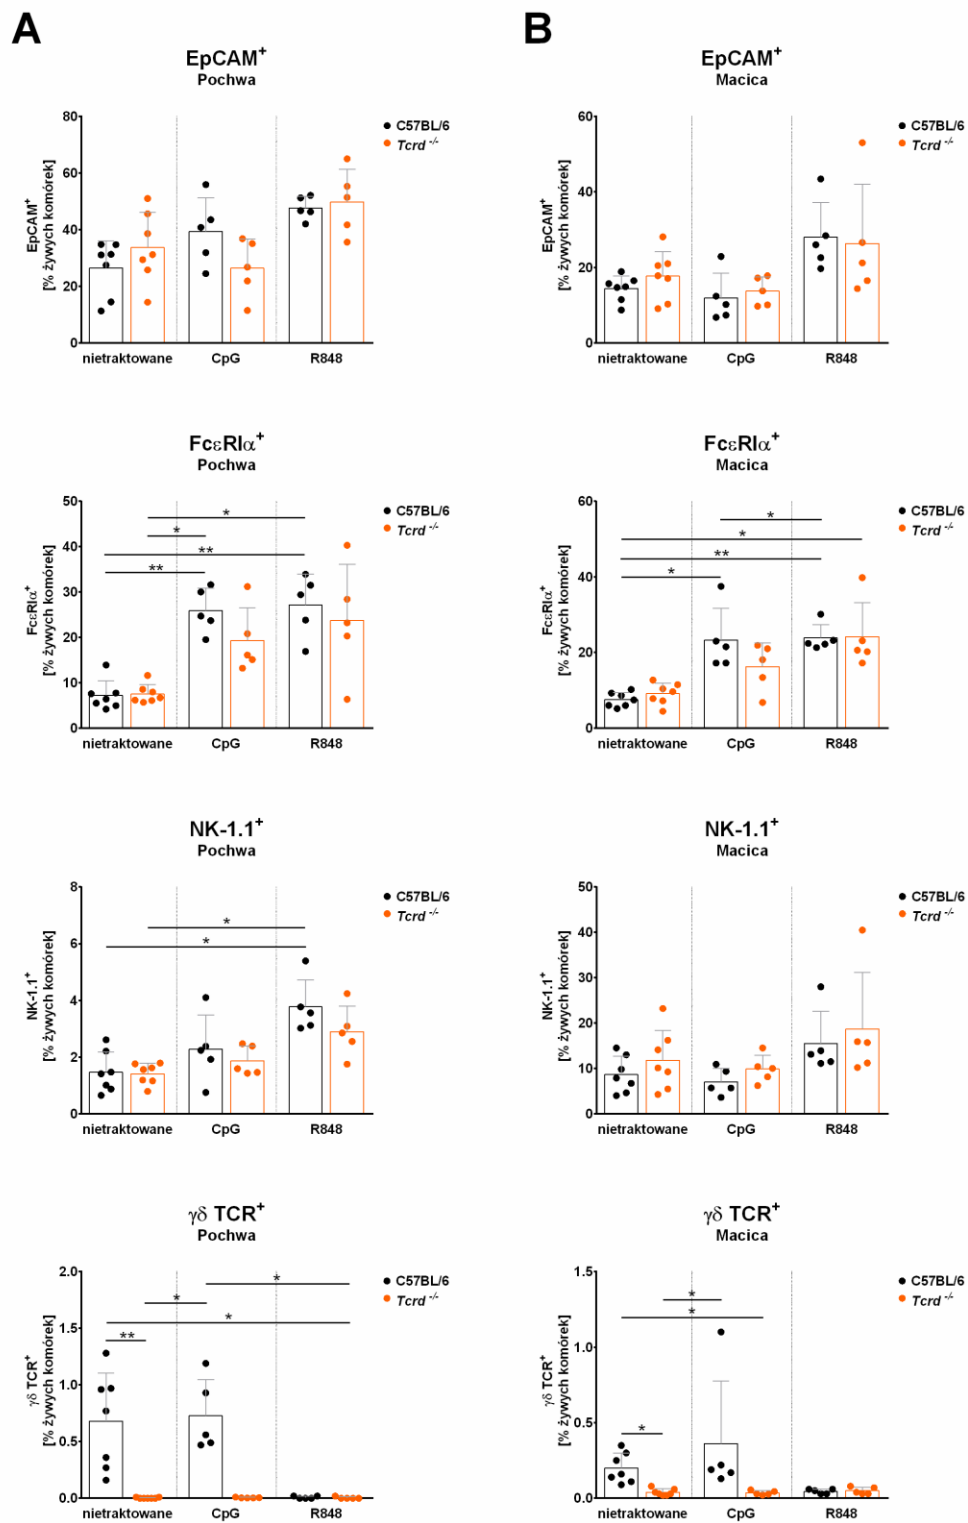 A
B
EpCAM+
Pochwa
EpCAM+
[% żywych komórek]
80
60
40
20
0
nietraktowane
CpG
R848
C57BL/6
Tcrd -/-
EpCAM+
Macica
EpCAM+
[% żywych komórek]
60
40
20
0
nietraktowane
CpG
R848
C57BL/6
Tcrd -/-
FcεRIα+
Pochwa
FcεRIα+
[% żywych komórek]
50
40
30
20
10
0
*
*
**
**
nietraktowane
CpG
R848
C57BL/6
Tcrd -/-
FcεRIα+
Macica
FcεRIα+
[% żywych komórek]
60
40
20
0
*
*
**
*
nietraktowane
CpG
R848
C57BL/6
Tcrd -/-
NK-1.1+
Pochwa
NK-1.1+
[% żywych komórek]
8
6
4
2
0
*
*
nietraktowane
CpG
R848
C57BL/6
Tcrd -/-
NK-1.1+
Macica
NK-1.1+
[% żywych komórek]
50
40
30
20
10
0
nietraktowane
CpG
R848
C57BL/6
Tcrd -/-
γδ TCR+
Pochwa
γδ TCR+
[% żywych komórek]
2.0
1.5
1.0
0.5
0.0
*
*
*
**
nietraktowane
CpG
R848
C57BL/6
Tcrd -/-
γδ TCR+
Macica
γδ TCR+
[% żywych komórek]
1.5
1.0
0.5
0.0
*
*
*
nietraktowane
CpG
R848
C57BL/6
Tcrd -/-